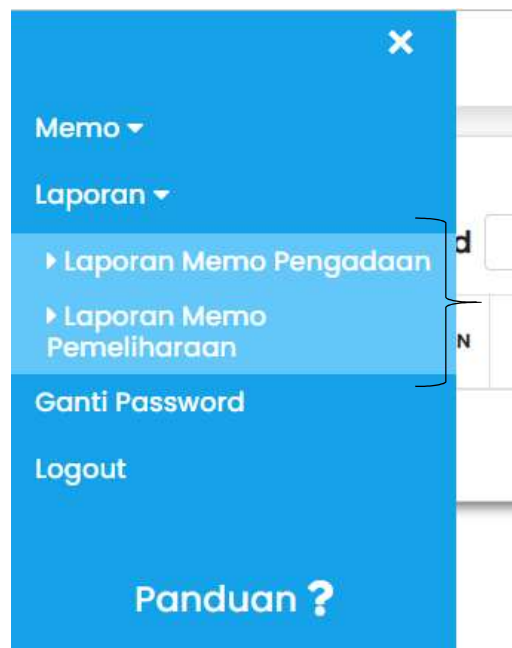 Memo
Laporan
d
Laporan Memo Pengadaan
Laporan Memo
Pemeliharaan
N
Ganti Password
Logout
Panduan ?